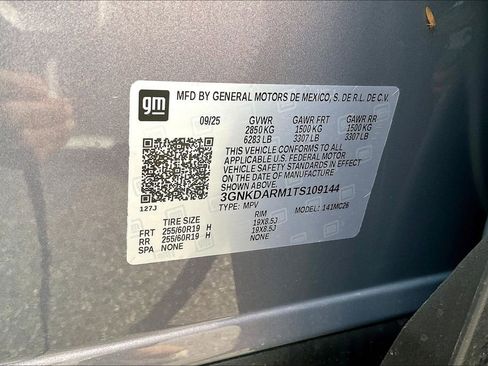 gm
MFD BY GENERAL MOTORS DE MEXICO, S. DE R.L. DE C.V.
09/25 GVWR GAWR FRT GAWR RR
2850 KG 1500 KG 1500 KG
6283 LB 3307 LB 3307 LB
THIS VEHICLE CONFORMS TO ALL
APPLICABLE U.S. FEDERAL MOTOR
VEHICLE SAFETY STANDARDS IN EFFECT
ON THE DATE OF MANUFACTURE
3GNKDARM1TS109144
TYPE: MPV MODEL: 141MC26
127J
TIRE SIZE RIM
FRT 255/60R19 H 19X8.5J
RR 255/60R19 H 19X8.5J
SPA NONE NONE